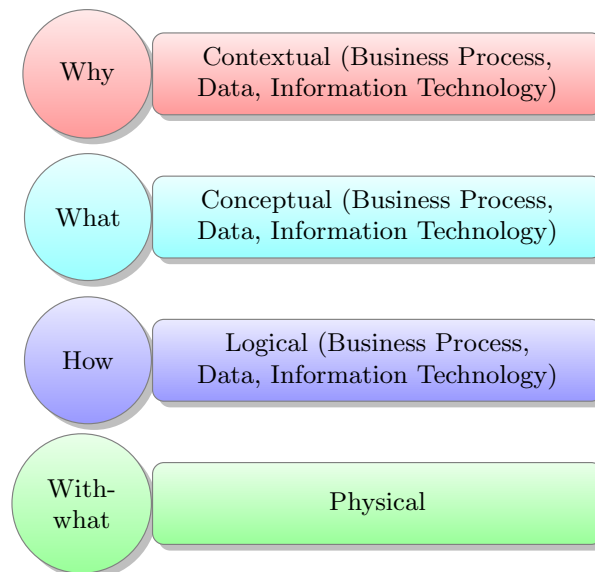 Why
Contextual (Business Process,
Data, Information Technology)
What
Conceptual (Business Process,
Data, Information Technology)
How
Logical (Business Process,
Data, Information Technology)
With-
what
Physical